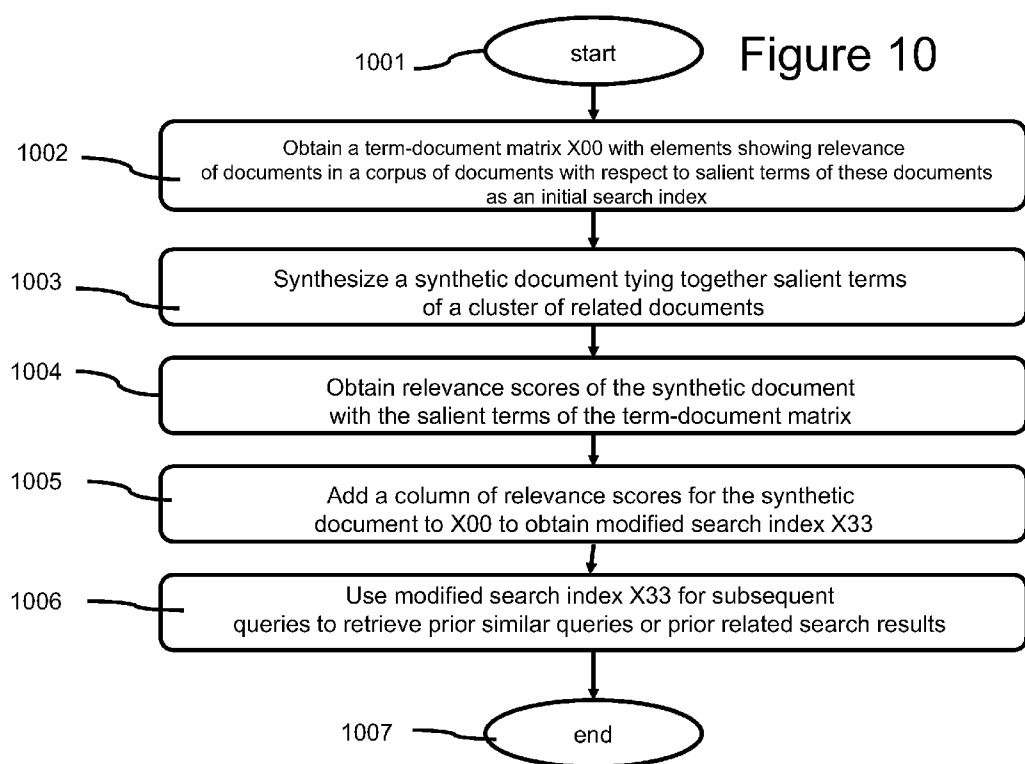 Figure 10
1001
start
1002
Obtain a term-document matrix X00 with elements showing relevance
of documents in a corpus of documents with respect to salient terms of these documents
as an initial search index
1003
Synthesize a synthetic document tying together salient terms
of a cluster of related documents
1004
Obtain relevance scores of the synthetic document
with the salient terms of the term-document matrix
1005
Add a column of relevance scores for the synthetic
document to X00 to obtain modified search index X33
1006
Use modified search index X33 for subsequent
queries to retrieve prior similar queries or prior related search results
1007
end